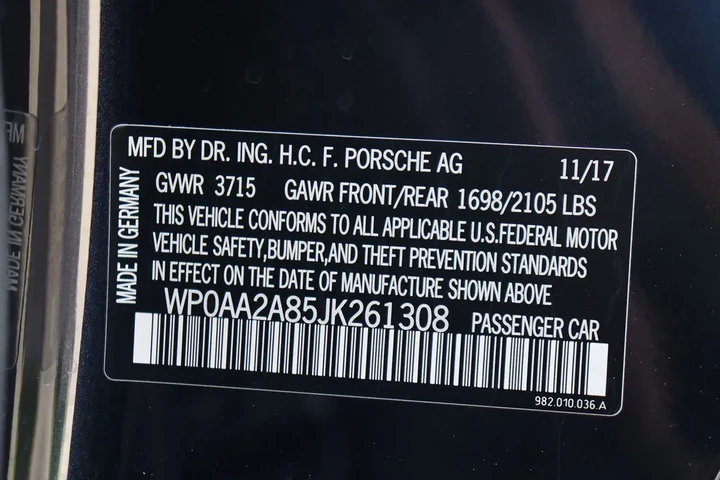 MFD BY DR. ING. H.C. F. PORSCHE AG 11/17
GVWR 3715 GAWR FRONT/REAR 1698/2105 LBS
THIS VEHICLE CONFORMS TO ALL APPLICABLE U.S.FEDERAL MOTOR
VEHICLE SAFETY,BUMPER,AND THEFT PREVENTION STANDARDS
IN EFFECT ON THE DATE OF MANUFACTURE SHOWN ABOVE
WP0AA2A85JK261308 PASSENGER CAR
982.010.036.A
MADE IN GERMANY